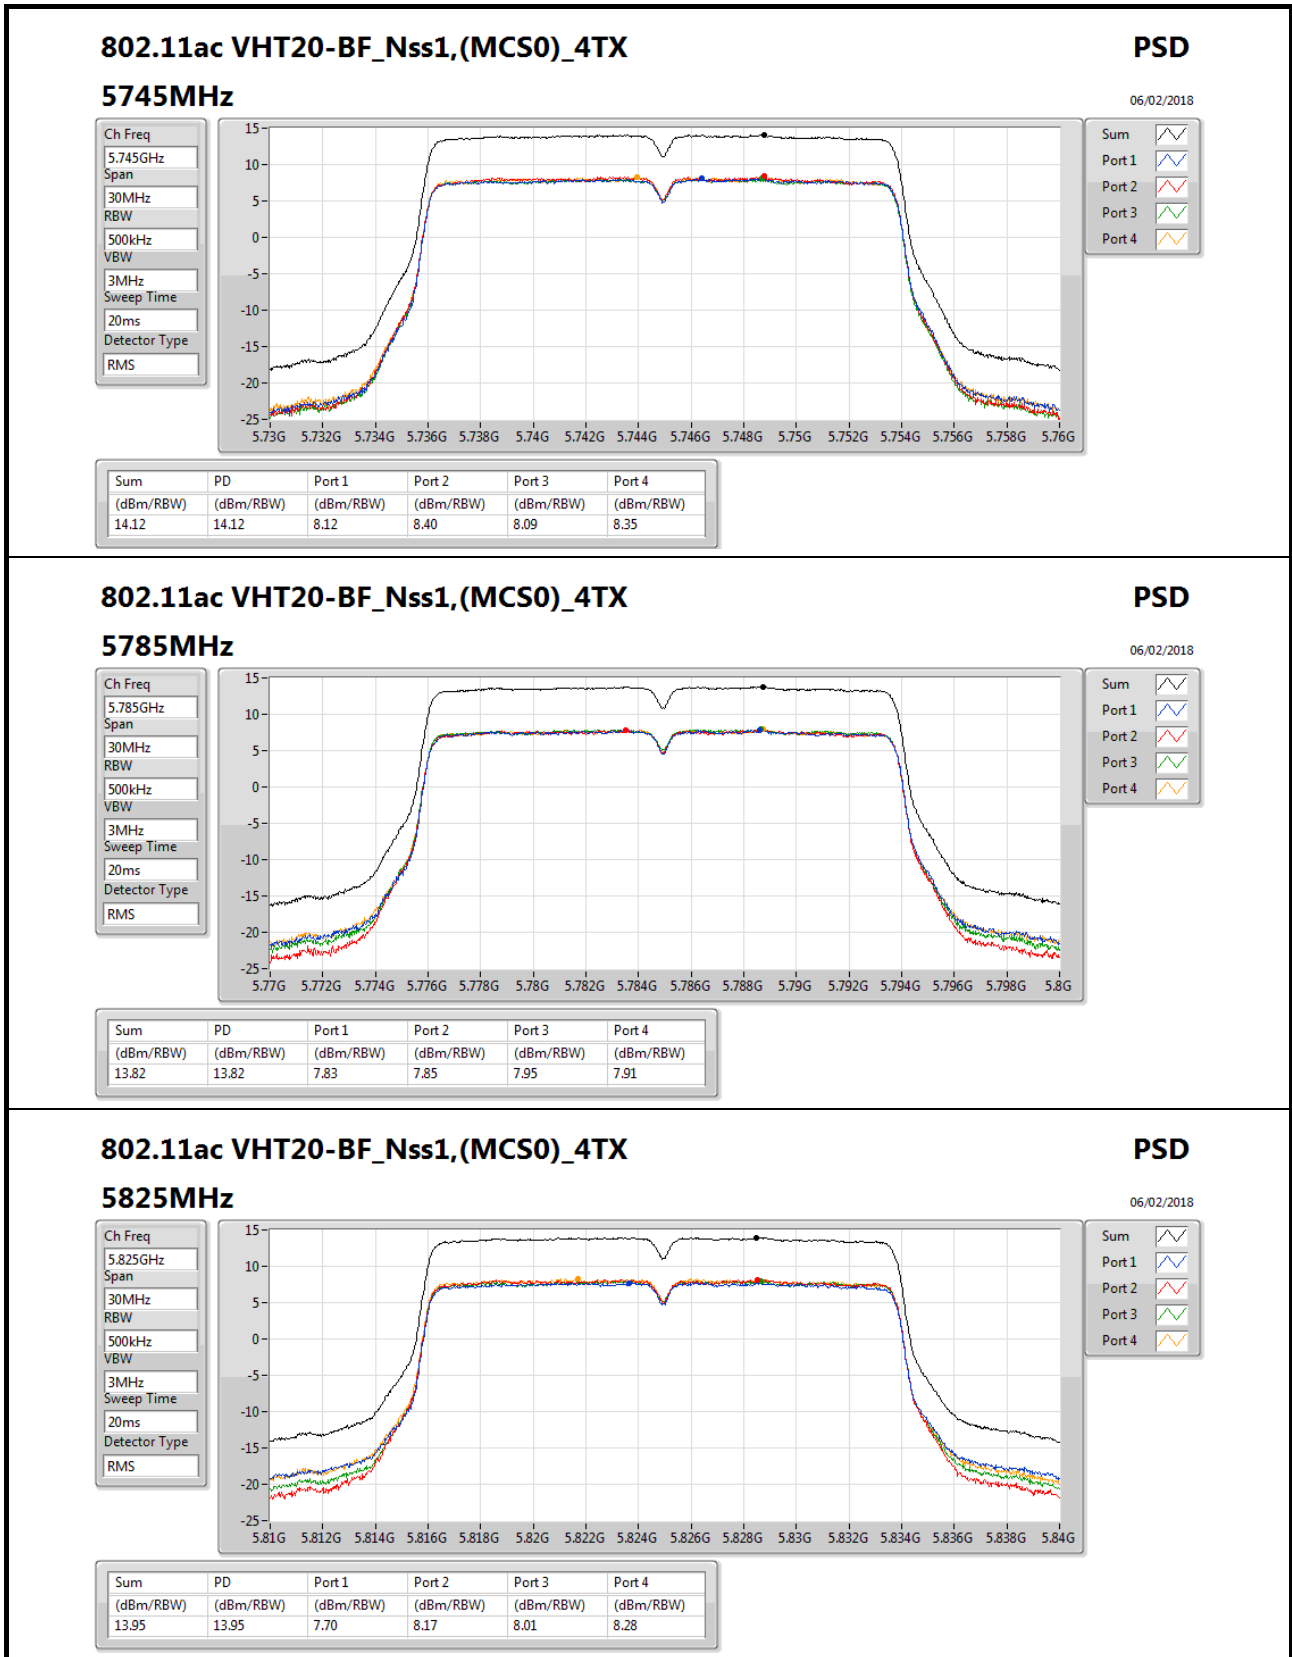 802.11ac VHT20-BF_Nss1,(MCS0)_4TX PSD
5745MHz 06/02/2018
Ch Freq
5.745GHz
Span
30MHz
RBW
500kHz
VBW
3MHz
Sweep Time
20ms
Detector Type
RMS
15
10
5
0
-5
-10
-15
-20
-25
5.73G 5.732G 5.734G 5.736G 5.738G 5.74G 5.742G 5.744G 5.746G 5.748G 5.75G 5.752G 5.754G 5.756G 5.758G 5.76G
Sum
Port 1
Port 2
Port 3
Port 4
Sum PD Port 1 Port 2 Port 3 Port 4
(dBm/RBW) (dBm/RBW) (dBm/RBW) (dBm/RBW) (dBm/RBW) (dBm/RBW)
14.12 14.12 8.12 8.40 8.09 8.35
802.11ac VHT20-BF_Nss1,(MCS0)_4TX PSD
5785MHz 06/02/2018
Ch Freq
5.785GHz
Span
30MHz
RBW
500kHz
VBW
3MHz
Sweep Time
20ms
Detector Type
RMS
15
10
5
0
-5
-10
-15
-20
-25
5.77G 5.772G 5.774G 5.776G 5.778G 5.78G 5.782G 5.784G 5.786G 5.788G 5.79G 5.792G 5.794G 5.796G 5.798G 5.8G
Sum
Port 1
Port 2
Port 3
Port 4
Sum PD Port 1 Port 2 Port 3 Port 4
(dBm/RBW) (dBm/RBW) (dBm/RBW) (dBm/RBW) (dBm/RBW) (dBm/RBW)
13.82 13.82 7.83 7.85 7.95 7.91
802.11ac VHT20-BF_Nss1,(MCS0)_4TX PSD
5825MHz 06/02/2018
Ch Freq
5.825GHz
Span
30MHz
RBW
500kHz
VBW
3MHz
Sweep Time
20ms
Detector Type
RMS
15
10
5
0
-5
-10
-15
-20
-25
5.81G 5.812G 5.814G 5.816G 5.818G 5.82G 5.822G 5.824G 5.826G 5.828G 5.83G 5.832G 5.834G 5.836G 5.838G 5.84G
Sum
Port 1
Port 2
Port 3
Port 4
Sum PD Port 1 Port 2 Port 3 Port 4
(dBm/RBW) (dBm/RBW) (dBm/RBW) (dBm/RBW) (dBm/RBW) (dBm/RBW)
13.95 13.95 7.70 8.17 8.01 8.28